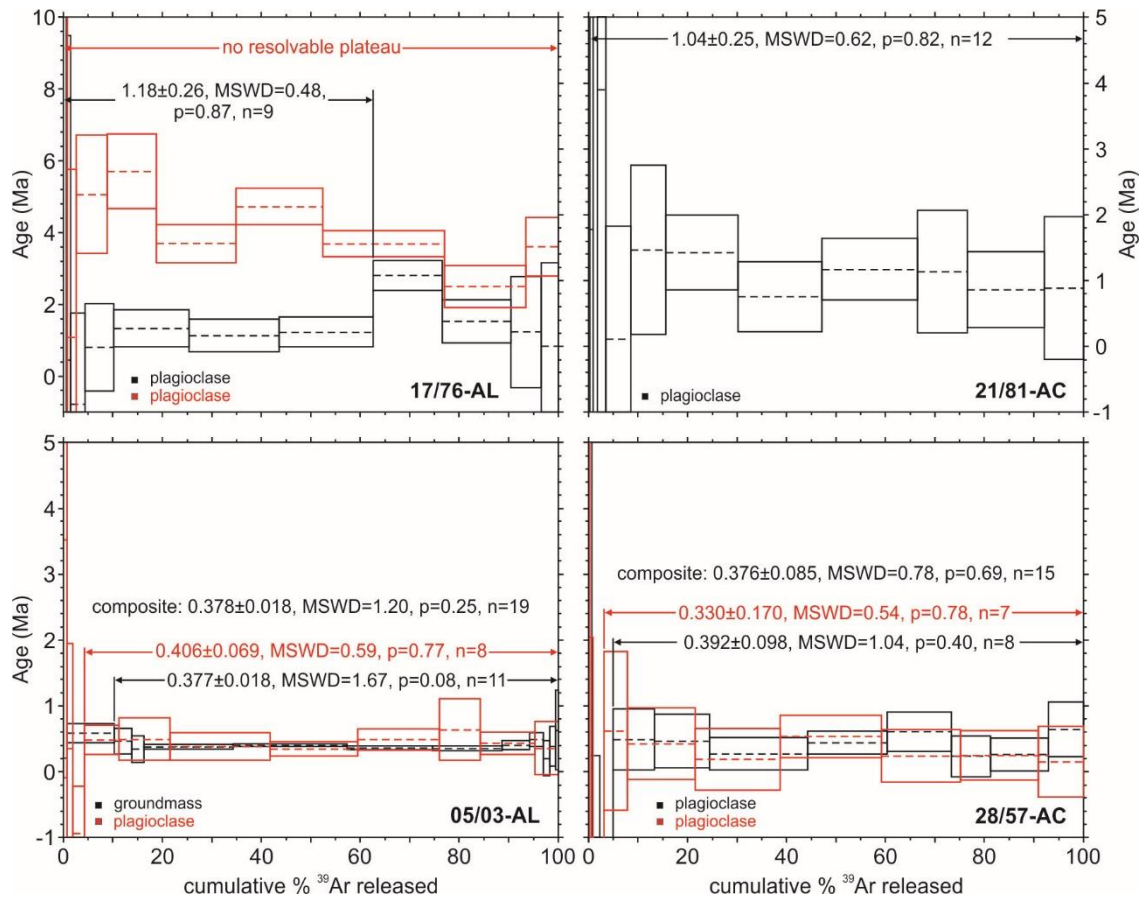 10
8
6
4
2
0
Age (Ma)
no resolvable plateau
1.18±0.26, MSWD=0.48,
p=0.87, n=9
plagioclase
plagioclase
17/76-AL
1.04±0.25, MSWD=0.62, p=0.82, n=12
plagioclase
21/81-AC
5
4
3
2
1
0
-1
Age (Ma)
5
4
3
2
1
0
-1
Age (Ma)
composite: 0.378±0.018, MSWD=1.20, p=0.25, n=19
0.406±0.069, MSWD=0.59, p=0.77, n=8
0.377±0.018, MSWD=1.67, p=0.08, n=11
groundmass
plagioclase
05/03-AL
0 20 40 60 80 100
cumulative % ³⁹Ar released
composite: 0.376±0.085, MSWD=0.78, p=0.69, n=15
0.330±0.170, MSWD=0.54, p=0.78, n=7
0.392±0.098, MSWD=1.04, p=0.40, n=8
plagioclase
plagioclase
28/57-AC
0 20 40 60 80 100
cumulative % ³⁹Ar released